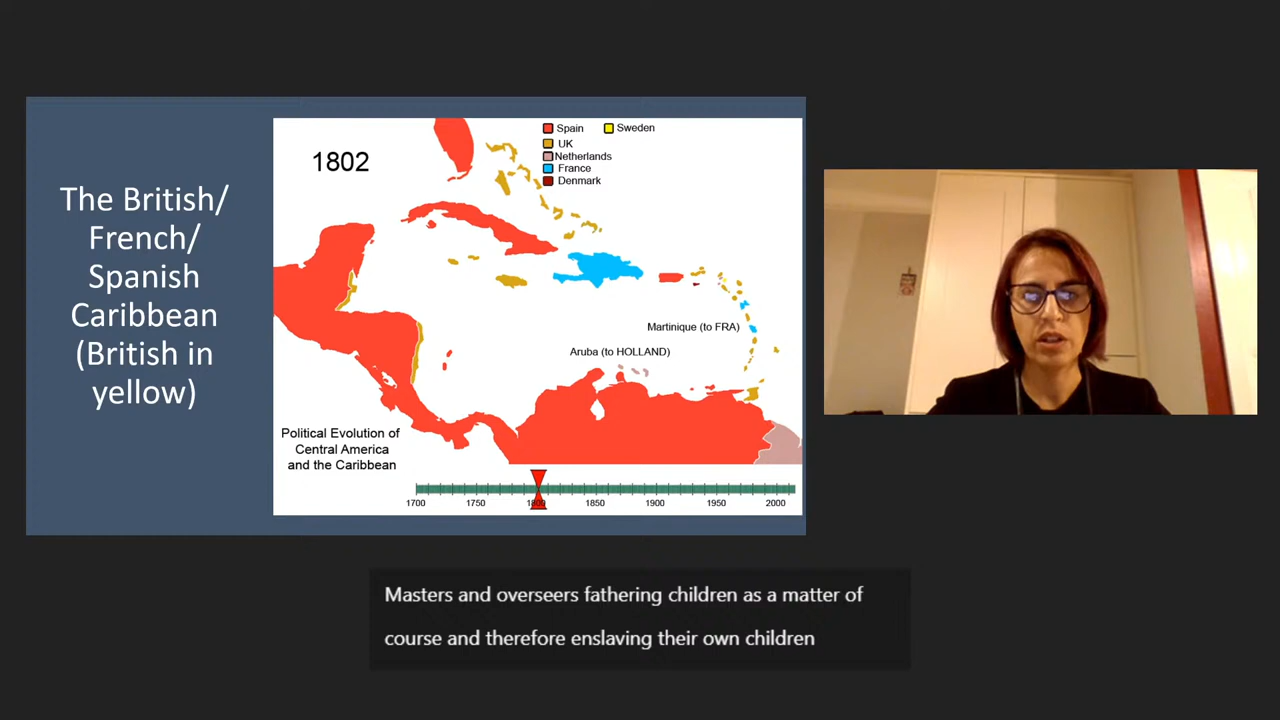 The British/
French/
Spanish
Caribbean
(British in
yellow)
1802
Spain
Sweden
UK
Netherlands
France
Denmark
Martinique (to FRA)
Aruba (to HOLLAND)
Political Evolution of
Central America
and the Caribbean
1700 1750 1800 1850 1900 1950 2000
Masters and overseers fathering children as a matter of
course and therefore enslaving their own children